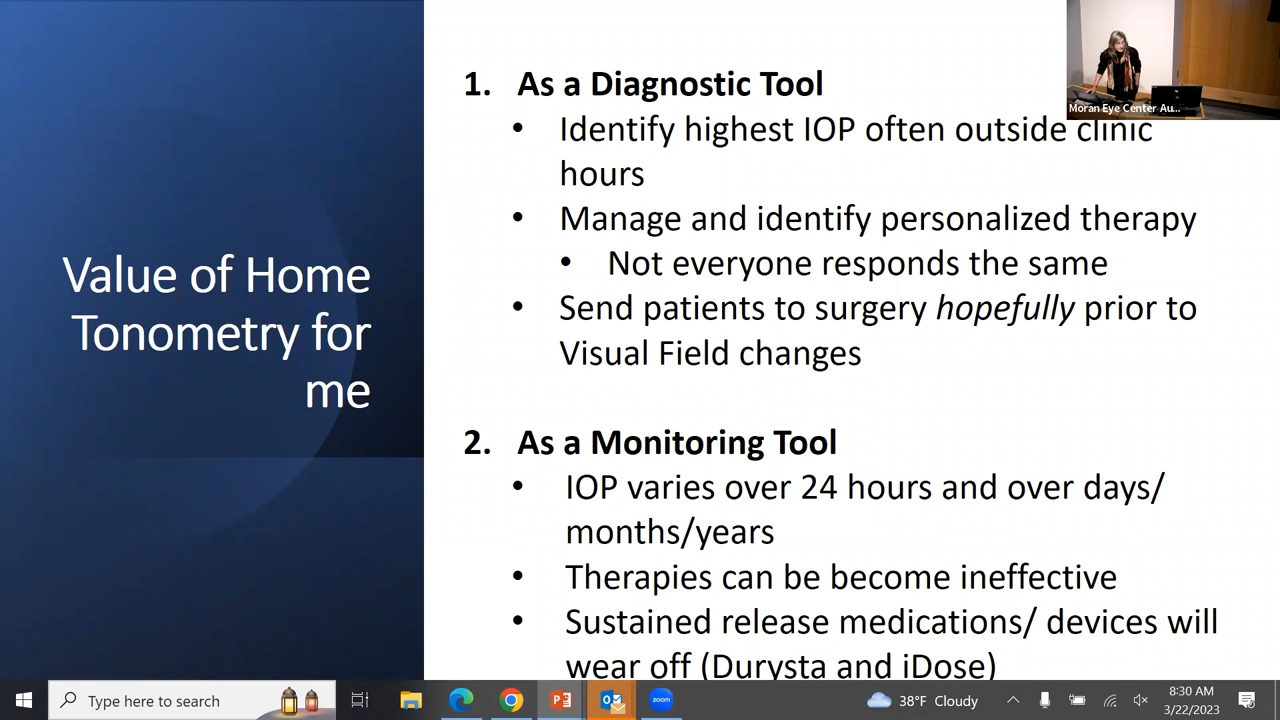 Value of Home
Tonometry for
me
1. As a Diagnostic Tool
• Identify highest IOP often outside clinic
hours
• Manage and identify personalized therapy
• Not everyone responds the same
• Send patients to surgery hopefully prior to
Visual Field changes
2. As a Monitoring Tool
• IOP varies over 24 hours and over days/
months/years
• Therapies can be become ineffective
• Sustained release medications/ devices will
wear off (Durysta and iDose)
Moran Eye Center Au...
Type here to search
zoom
38°F Cloudy
8:30 AM
3/22/2023